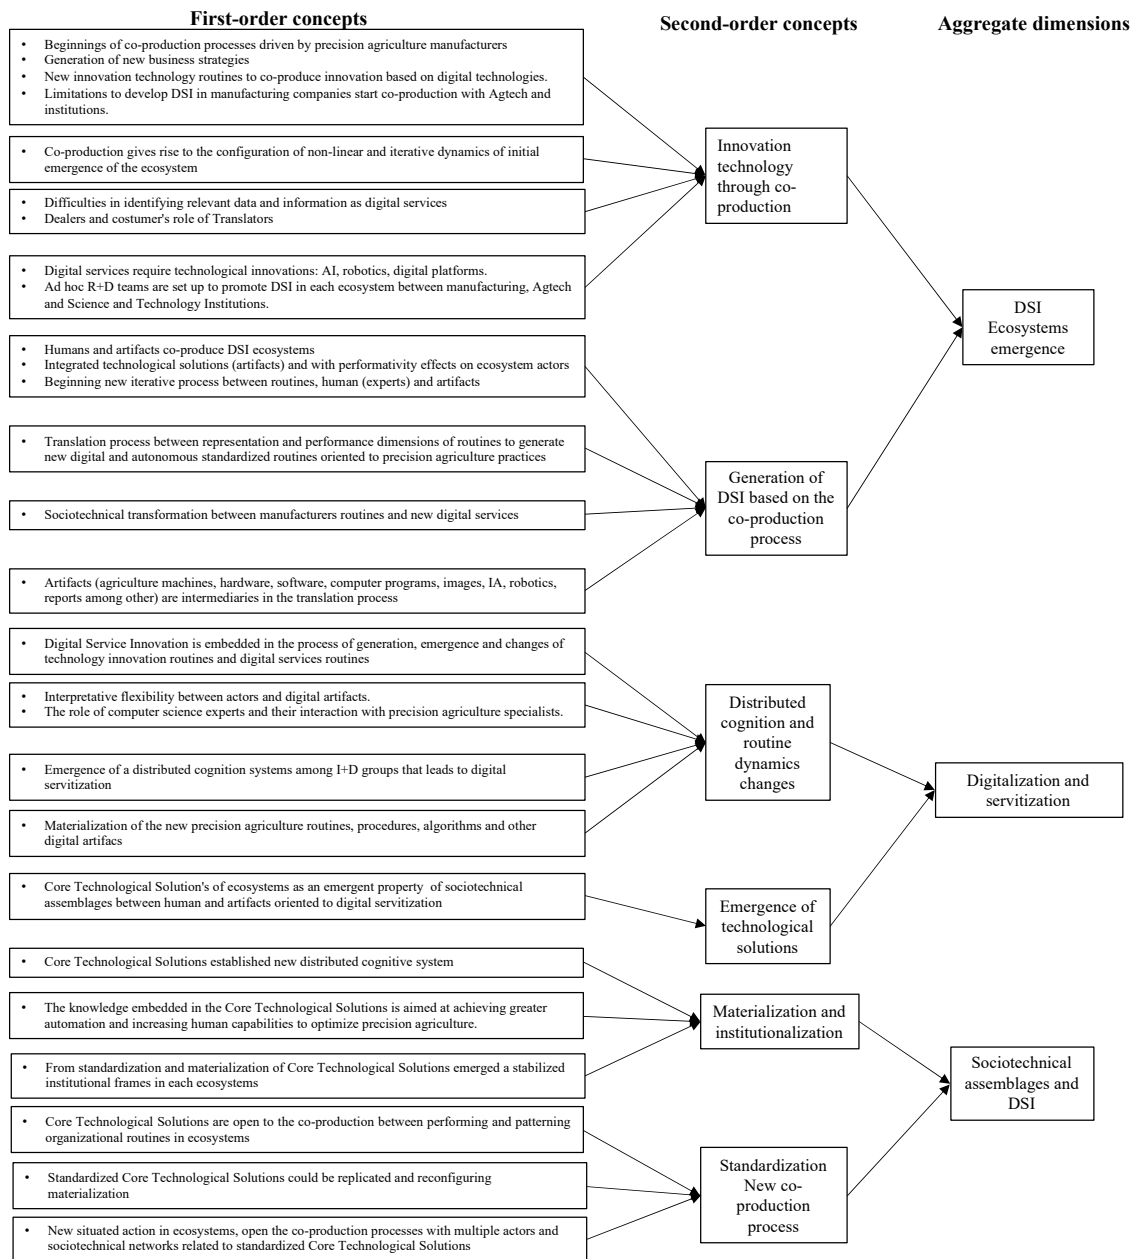 First-order concepts
Second-order concepts
Aggregate dimensions
• Beginnings of co-production processes driven by precision agriculture manufacturers
• Generation of new business strategies
• New innovation technology routines to co-produce innovation based on digital technologies.
• Limitations to develop DSI in manufacturing companies start co-production with Agtech and
institutions.
• Co-production gives rise to the configuration of non-linear and iterative dynamics of initial
emergence of the ecosystem
• Difficulties in identifying relevant data and information as digital services
• Dealers and costumer's role of Translators
• Digital services require technological innovations: AI, robotics, digital platforms.
• Ad hoc R+D teams are set up to promote DSI in each ecosystem between manufacturing, Agtech
and Science and Technology Institutions.
Innovation
technology
through co-
production
• Humans and artifacts co-produce DSI ecosystems
• Integrated technological solutions (artifacts) and with performativity effects on ecosystem actors
• Beginning new iterative process between routines, human (experts) and artifacts
• Translation process between representation and performance dimensions of routines to generate
new digital and autonomous standardized routines oriented to precision agriculture practices
• Sociotechnical transformation between manufacturers routines and new digital services
• Artifacts (agriculture machines, hardware, software, computer programs, images, IA, robotics,
reports among other) are intermediaries in the translation process
Generation of
DSI based on the
co-production
process
DSI
Ecosystems
emergence
• Digital Service Innovation is embedded in the process of generation, emergence and changes of
technology innovation routines and digital services routines
• Interpretative flexibility between actors and digital artifacts.
• The role of computer science experts and their interaction with precision agriculture specialists.
• Emergence of a distributed cognition systems among I+D groups that leads to digital
servitization
• Materialization of the new precision agriculture routines, procedures, algorithms and other
digital artifacs
Distributed
cognition and
routine
dynamics
changes
• Core Technological Solution's of ecosystems as an emergent property of sociotechnical
assemblages between human and artifacts oriented to digital servitization
Emergence of
technological
solutions
Digitalization and
servitization
• Core Technological Solutions established new distributed cognitive system
• The knowledge embedded in the Core Technological Solutions is aimed at achieving greater
automation and increasing human capabilities to optimize precision agriculture.
• From standardization and materialization of Core Technological Solutions emerged a stabilized
institutional frames in each ecosystems
Materialization and
institutionalization
• Core Technological Solutions are open to the co-production between performing and patterning
organizational routines in ecosystems
• Standardized Core Technological Solutions could be replicated and reconfiguring
materialization
• New situated action in ecosystems, open the co-production processes with multiple actors and
sociotechnical networks related to standardized Core Technological Solutions
Standardization
New co-
production
process
Sociotechnical
assemblages and
DSI